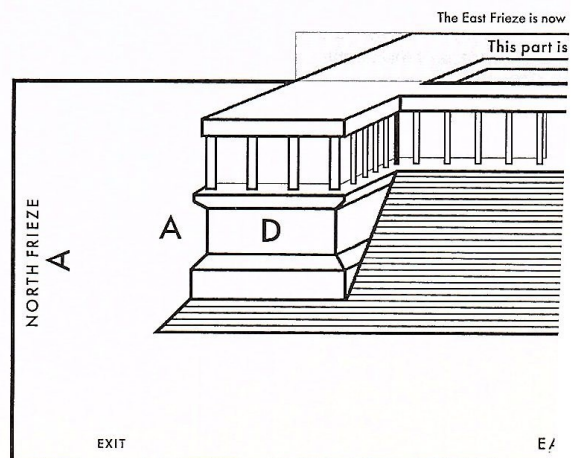 The East Frieze is now
This part is
NORTH FRIEZE
A
A
D
EXIT